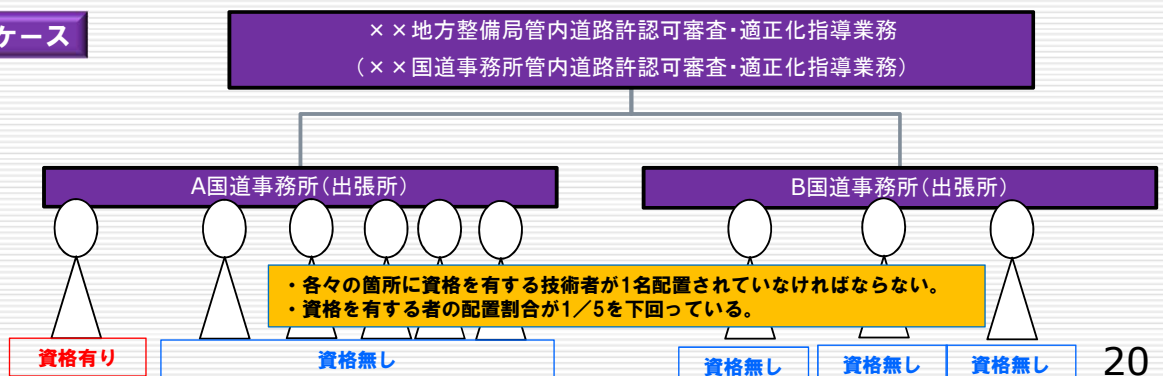 ケース
××地方整備局管内道路許認可審査・適正化指導業務
（××国道事務所管内道路許認可審査・適正化指導業務）
A国道事務所（出張所）
B国道事務所（出張所）
・各々の箇所に資格を有する技術者が1名配置されていなければならない。
・資格を有する者の配置割合が1／5を下回っている。
資格有り
資格無し
資格無し
資格無し
資格無し
20